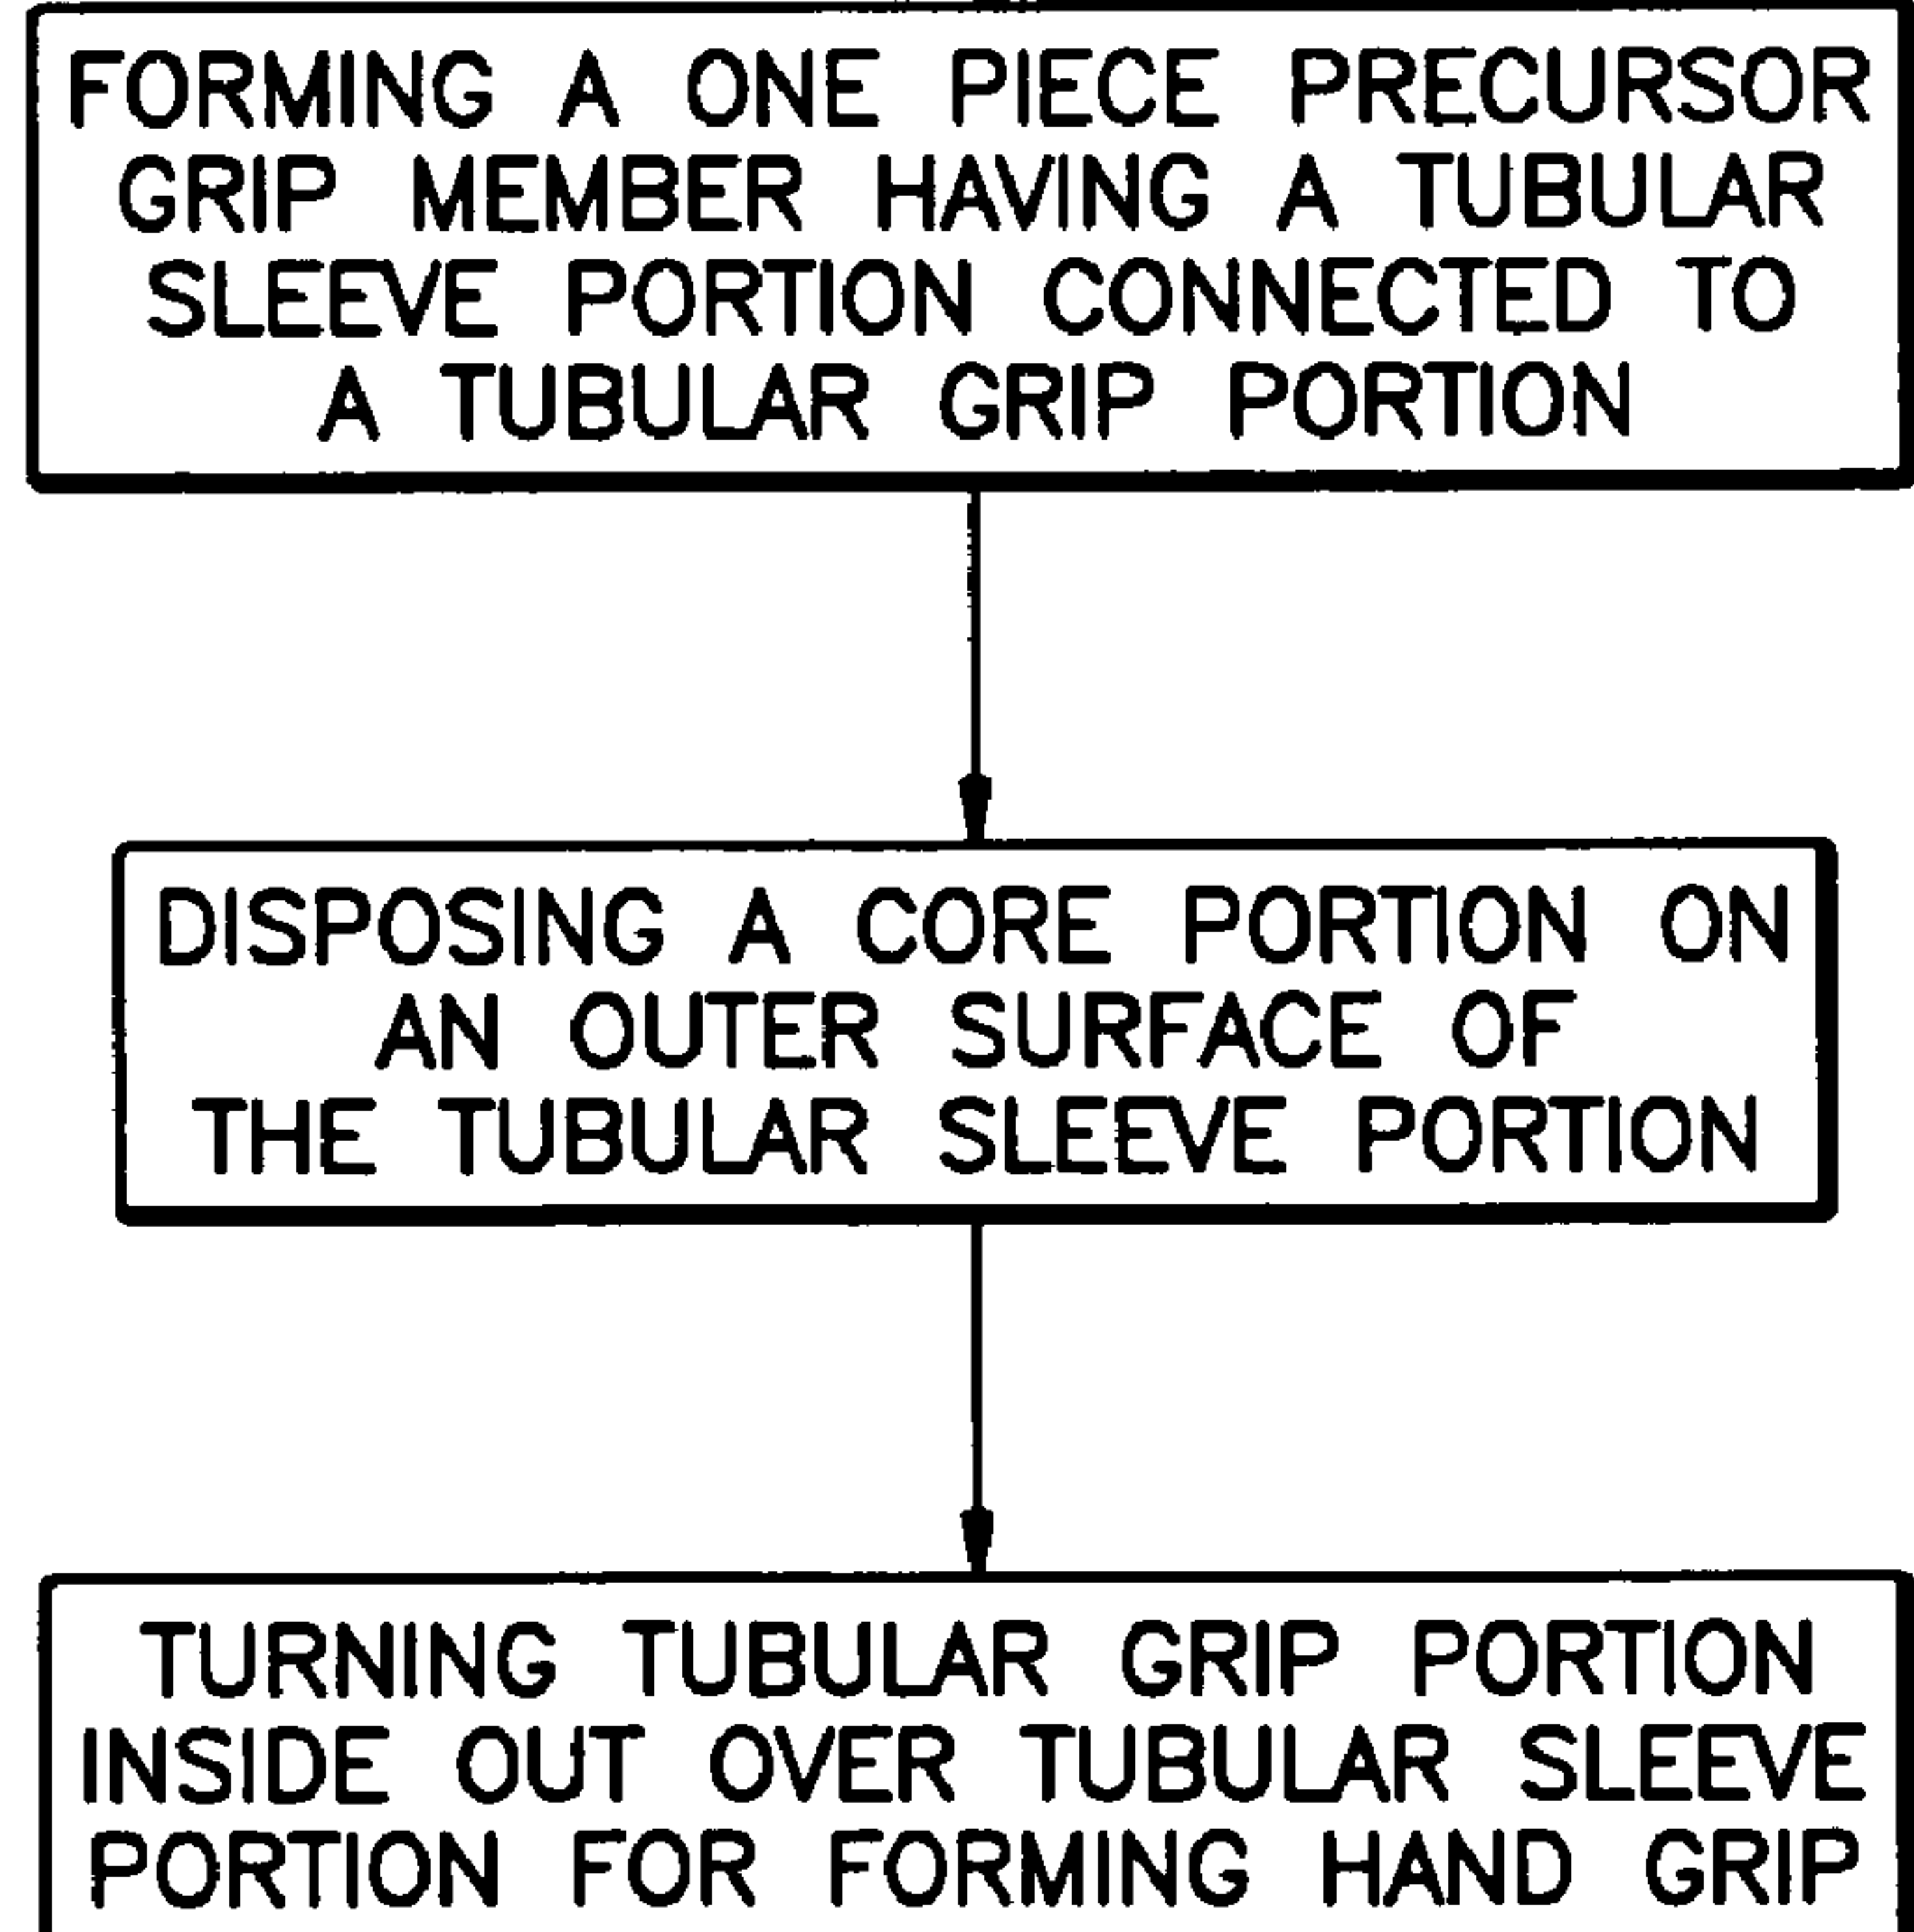 FORMING A ONE PIECE PRECURSOR
GRIP MEMBER HAVING A TUBULAR
SLEEVE PORTION CONNECTED TO
A TUBULAR GRIP PORTION
DISPOSING A CORE PORTION ON
AN OUTER SURFACE OF
THE TUBULAR SLEEVE PORTION
TURNING TUBULAR GRIP PORTION
INSIDE OUT OVER TUBULAR SLEEVE
PORTION FOR FORMING HAND GRIP